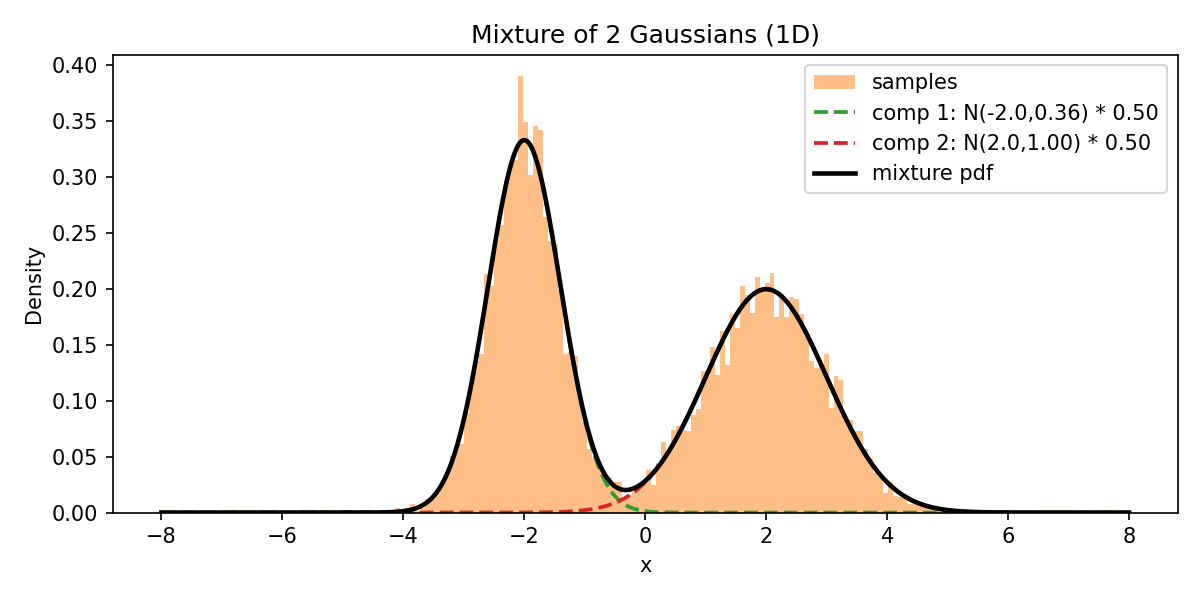 Mixture of 2 Gaussians (1D)
samples
comp 1: N(-2.0,0.36) * 0.50
comp 2: N(2.0,1.00) * 0.50
mixture pdf
Density
0.40
0.35
0.30
0.25
0.20
0.15
0.10
0.05
0.00
−8 −6 −4 −2 0 2 4 6 8
x